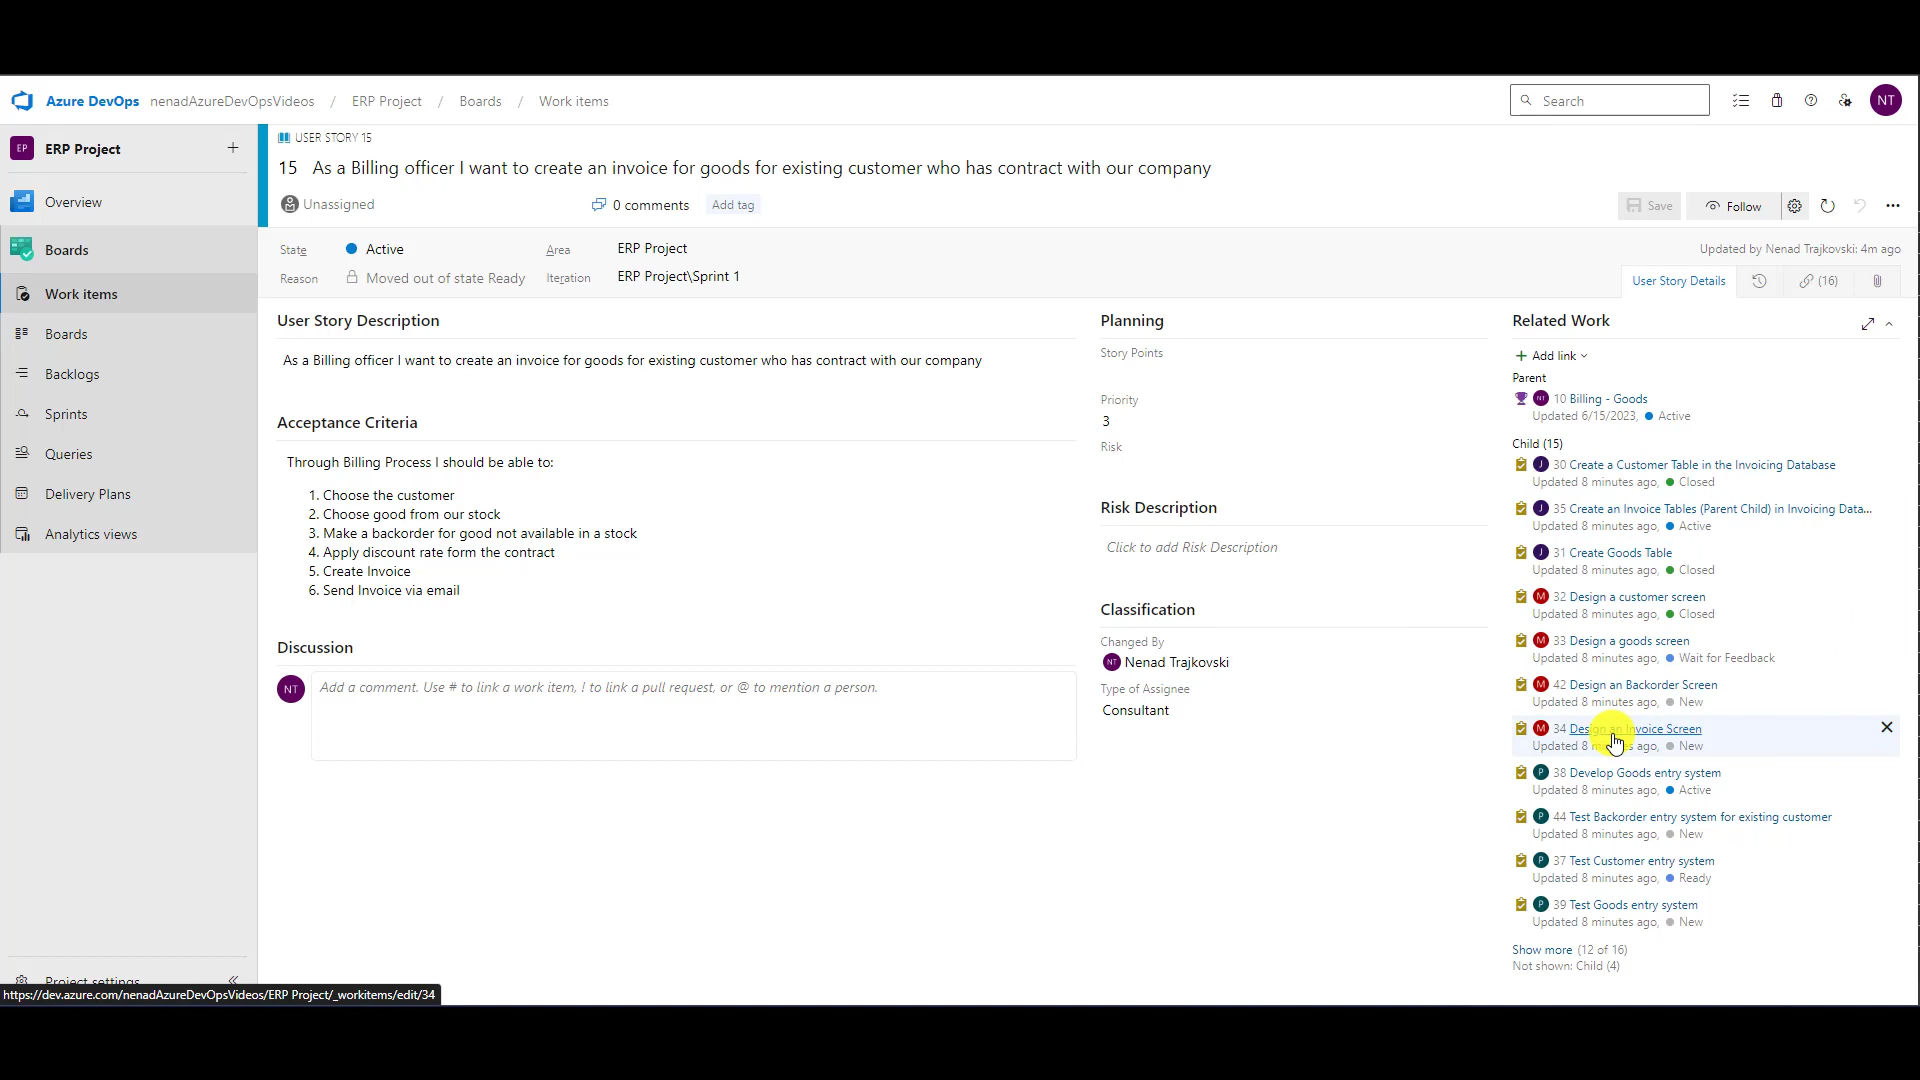 Azure DevOps nenadAzureDevOpsVideos / ERP Project / Boards / Work items
Search
NT
EP ERP Project
Overview
Boards
Work items
Boards
Backlogs
Sprints
Queries
Delivery Plans
Analytics views
Project settings
https://dev.azure.com/nenadAzureDevOpsVideos/ERP Project/_workitems/edit/34
USER STORY 15
15 As a Billing officer I want to create an invoice for goods for existing customer who has contract with our company
Unassigned
0 comments
Add tag
Save
Follow
State Active
Area ERP Project
Reason Moved out of state Ready
Iteration ERP Project\Sprint 1
Updated by Nenad Trajkovski: 4m ago
User Story Details
(16)
User Story Description
As a Billing officer I want to create an invoice for goods for existing customer who has contract with our company
Acceptance Criteria
Through Billing Process I should be able to:
1. Choose the customer
2. Choose good from our stock
3. Make a backorder for good not available in a stock
4. Apply discount rate form the contract
5. Create Invoice
6. Send Invoice via email
Discussion
NT
Add a comment. Use # to link a work item, ! to link a pull request, or @ to mention a person.
Planning
Story Points
Priority
3
Risk
Risk Description
Click to add Risk Description
Classification
Changed By
NT Nenad Trajkovski
Type of Assignee
Consultant
Related Work
Add link
Parent
NT 10 Billing - Goods
Updated 6/15/2023, Active
Child (15)
J 30 Create a Customer Table in the Invoicing Database
Updated 8 minutes ago, Closed
J 35 Create an Invoice Tables (Parent Child) in Invoicing Data...
Updated 8 minutes ago, Active
J 31 Create Goods Table
Updated 8 minutes ago, Closed
M 32 Design a customer screen
Updated 8 minutes ago, Closed
M 33 Design a goods screen
Updated 8 minutes ago, Wait for Feedback
M 42 Design an Backorder Screen
Updated 8 minutes ago, New
M 34 Design an Invoice Screen
Updated 8 minutes ago, New
P 38 Develop Goods entry system
Updated 8 minutes ago, Active
P 44 Test Backorder entry system for existing customer
Updated 8 minutes ago, New
P 37 Test Customer entry system
Updated 8 minutes ago, Ready
P 39 Test Goods entry system
Updated 8 minutes ago, New
Show more (12 of 16)
Not shown: Child (4)